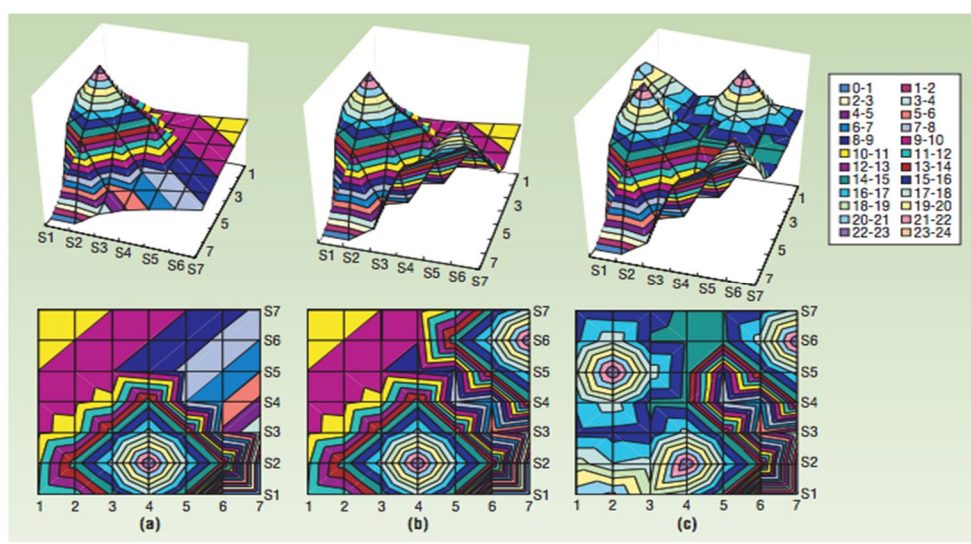 1
3
5
7
S1 S2 S3 S4 S5 S6 S7
1
3
5
7
S1 S2 S3 S4 S5 S6 S7
1
3
5
7
S1 S2 S3 S4 S5 S6 S7
0-1 1-2
2-3 3-4
4-5 5-6
6-7 7-8
8-9 9-10
10-11 11-12
12-13 13-14
14-15 15-16
16-17 17-18
18-19 19-20
20-21 21-22
22-23 23-24
S7
S6
S5
S4
S3
S2
S1
1 2 3 4 5 6 7
(a)
S7
S6
S5
S4
S3
S2
S1
1 2 3 4 5 6 7
(b)
S7
S6
S5
S4
S3
S2
S1
1 2 3 4 5 6 7
(c)